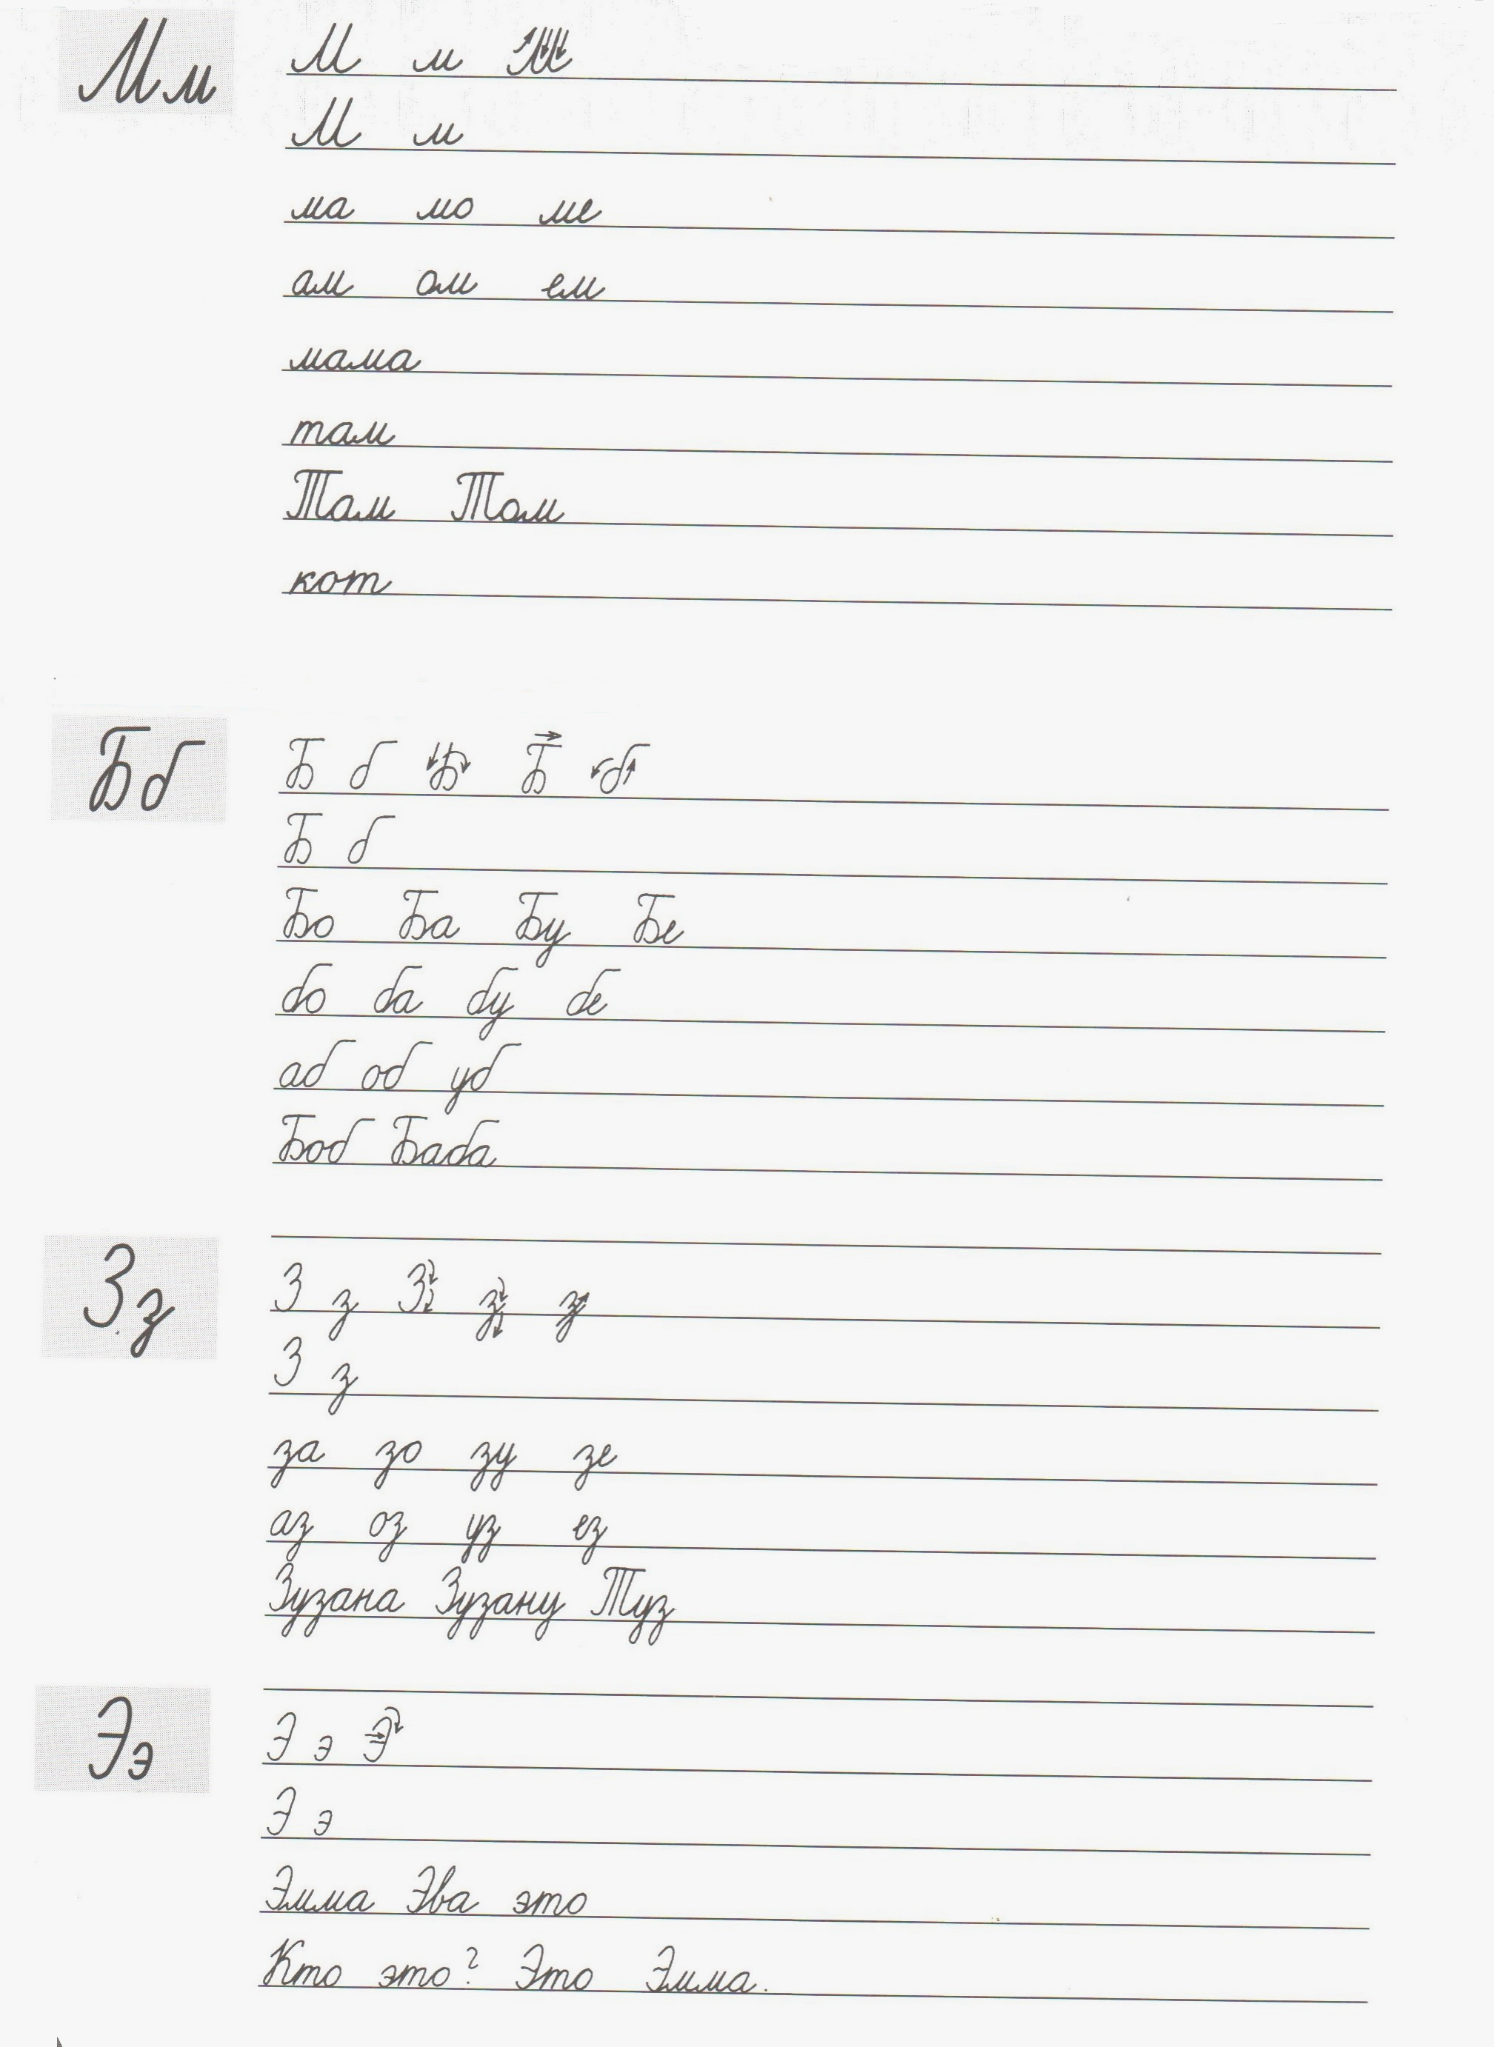 Мм М м М
М м
ма мо ме
ам ом ем
мама
там
Там Том
кот
Бб Б б Б Б б
Б б
Бо Ба Бу Бе
бо ба бу бе
аб об уб
Боб Баба
Зз З з З з з
З з
за зо зу зе
аз оз уз ез
Зузана Зузану Туз
Ээ Э э Э
Э э
Эмма Эва это
Кто это? Это Эмма.